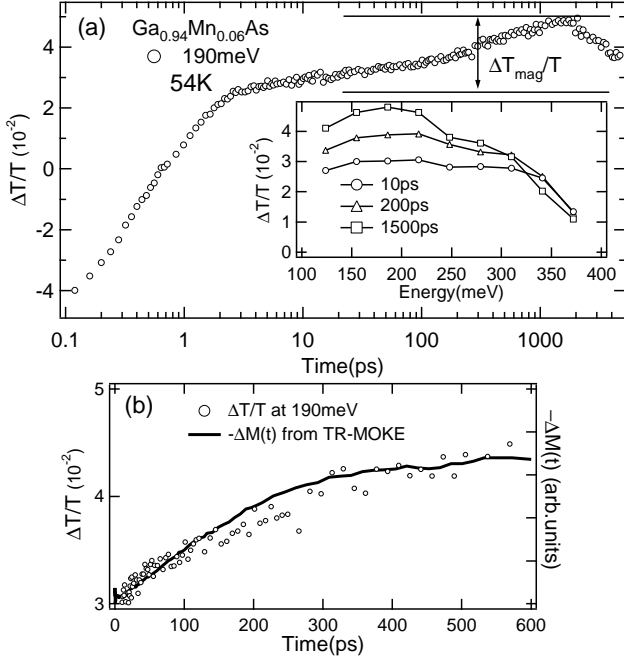 (a)
Ga0.94Mn0.06As
190meV
54K
ΔTmag/T
ΔT/T (10-2)
6
4
2
0
-2
-4
0.1
1
10
100
1000
Time(ps)
ΔT/T (10-2)
4
3
2
1
0
10ps
200ps
1500ps
100
150
200
250
300
350
400
Energy(meV)
(b)
ΔT/T at 190meV
-ΔM(t) from TR-MOKE
ΔT/T (10-2)
5
4
3
−ΔM(t) (arb.units)
0
100
200
300
400
500
600
Time(ps)